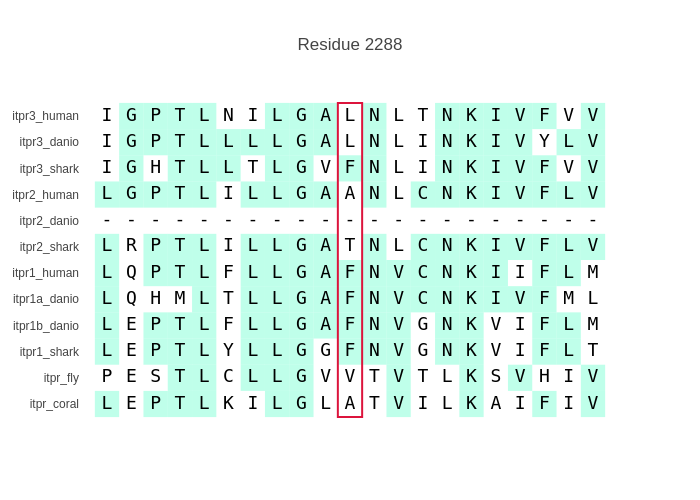 Residue 2288
itpr3_human I G P T L N I L G A L N L T N K I V F V V
itpr3_danio I G P T L L L L G A L N L I N K I V Y L V
itpr3_shark I G H T L L T L G V F N L I N K I V F V V
itpr2_human L G P T L I L L G A A N L C N K I V F L V
itpr2_danio - - - - - - - - - - - - - - - - - - - - -
itpr2_shark L R P T L I L L G A T N L C N K I V F L V
itpr1_human L Q P T L F L L G A F N V C N K I I F L M
itpr1a_danio L Q H M L T L L G A F N V C N K I V F M L
itpr1b_danio L E P T L F L L G A F N V G N K V I F L M
itpr1_shark L E P T L Y L L G G F N V G N K V I F L T
itpr_fly P E S T L C L L G V V T V T L K S V H I V
itpr_coral L E P T L K I L G L A T V I L K A I F I V